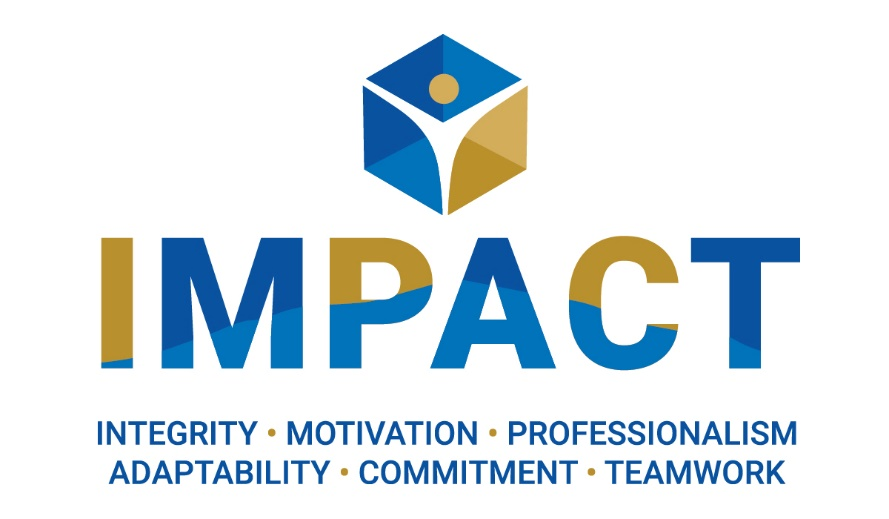 IMPACT
INTEGRITY • MOTIVATION • PROFESSIONALISM
ADAPTABILITY • COMMITMENT • TEAMWORK